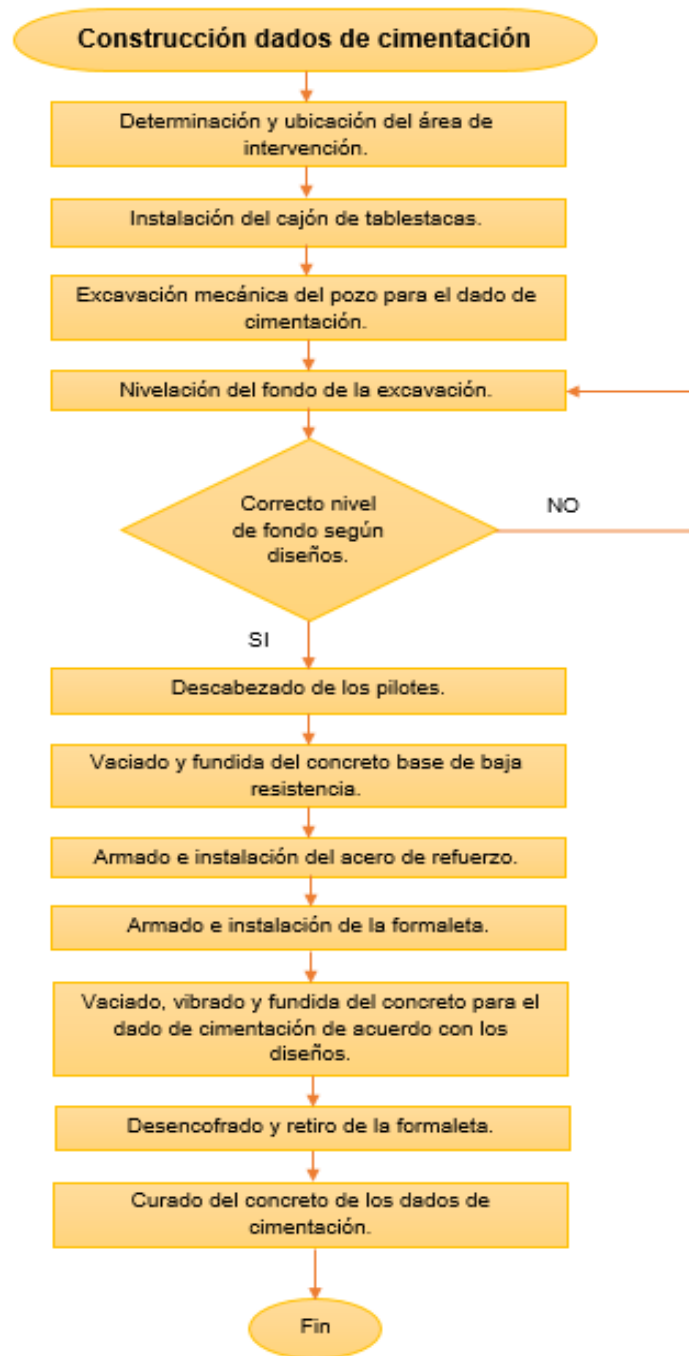 Construcción dados de cimentación
Determinación y ubicación del área de
intervención.
Instalación del cajón de tablestacas.
Excavación mecánica del pozo para el dado de
cimentación.
Nivelación del fondo de la excavación.
Correcto nivel
de fondo según
diseños.
NO
SI
Descabezado de los pilotes.
Vaciado y fundida del concreto base de baja
resistencia.
Armado e instalación del acero de refuerzo.
Armado e instalación de la formaleta.
Vaciado, vibrado y fundida del concreto para el
dado de cimentación de acuerdo con los
diseños.
Desencofrado y retiro de la formaleta.
Curado del concreto de los dados de
cimentación.
Fin